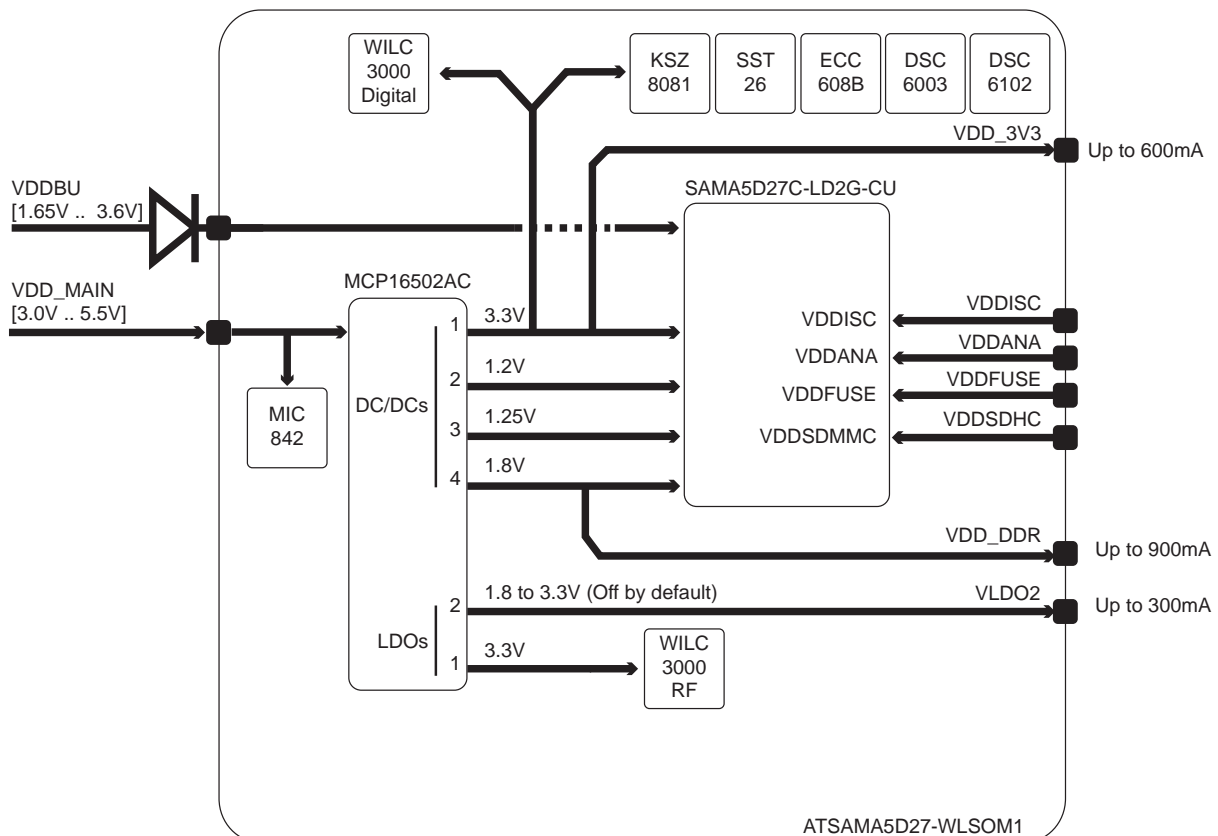 WILC
3000
Digital
KSZ
8081
SST
26
ECC
608B
DSC
6003
DSC
6102
VDD_3V3
Up to 600mA
VDDBU
[1.65V .. 3.6V]
SAMA5D27C-LD2G-CU
VDD_MAIN
[3.0V .. 5.5V]
MCP16502AC
1
3.3V
VDDISC
VDDISC
VDDANA
VDDANA
2
1.2V
VDDFUSE
VDDFUSE
DC/DCs
MIC
842
3
1.25V
VDDSDMMC
VDDSDHC
4
1.8V
VDD_DDR
Up to 900mA
2
1.8 to 3.3V (Off by default)
VLDO2
Up to 300mA
LDOs
1
3.3V
WILC
3000
RF
ATSAMA5D27-WLSOM1